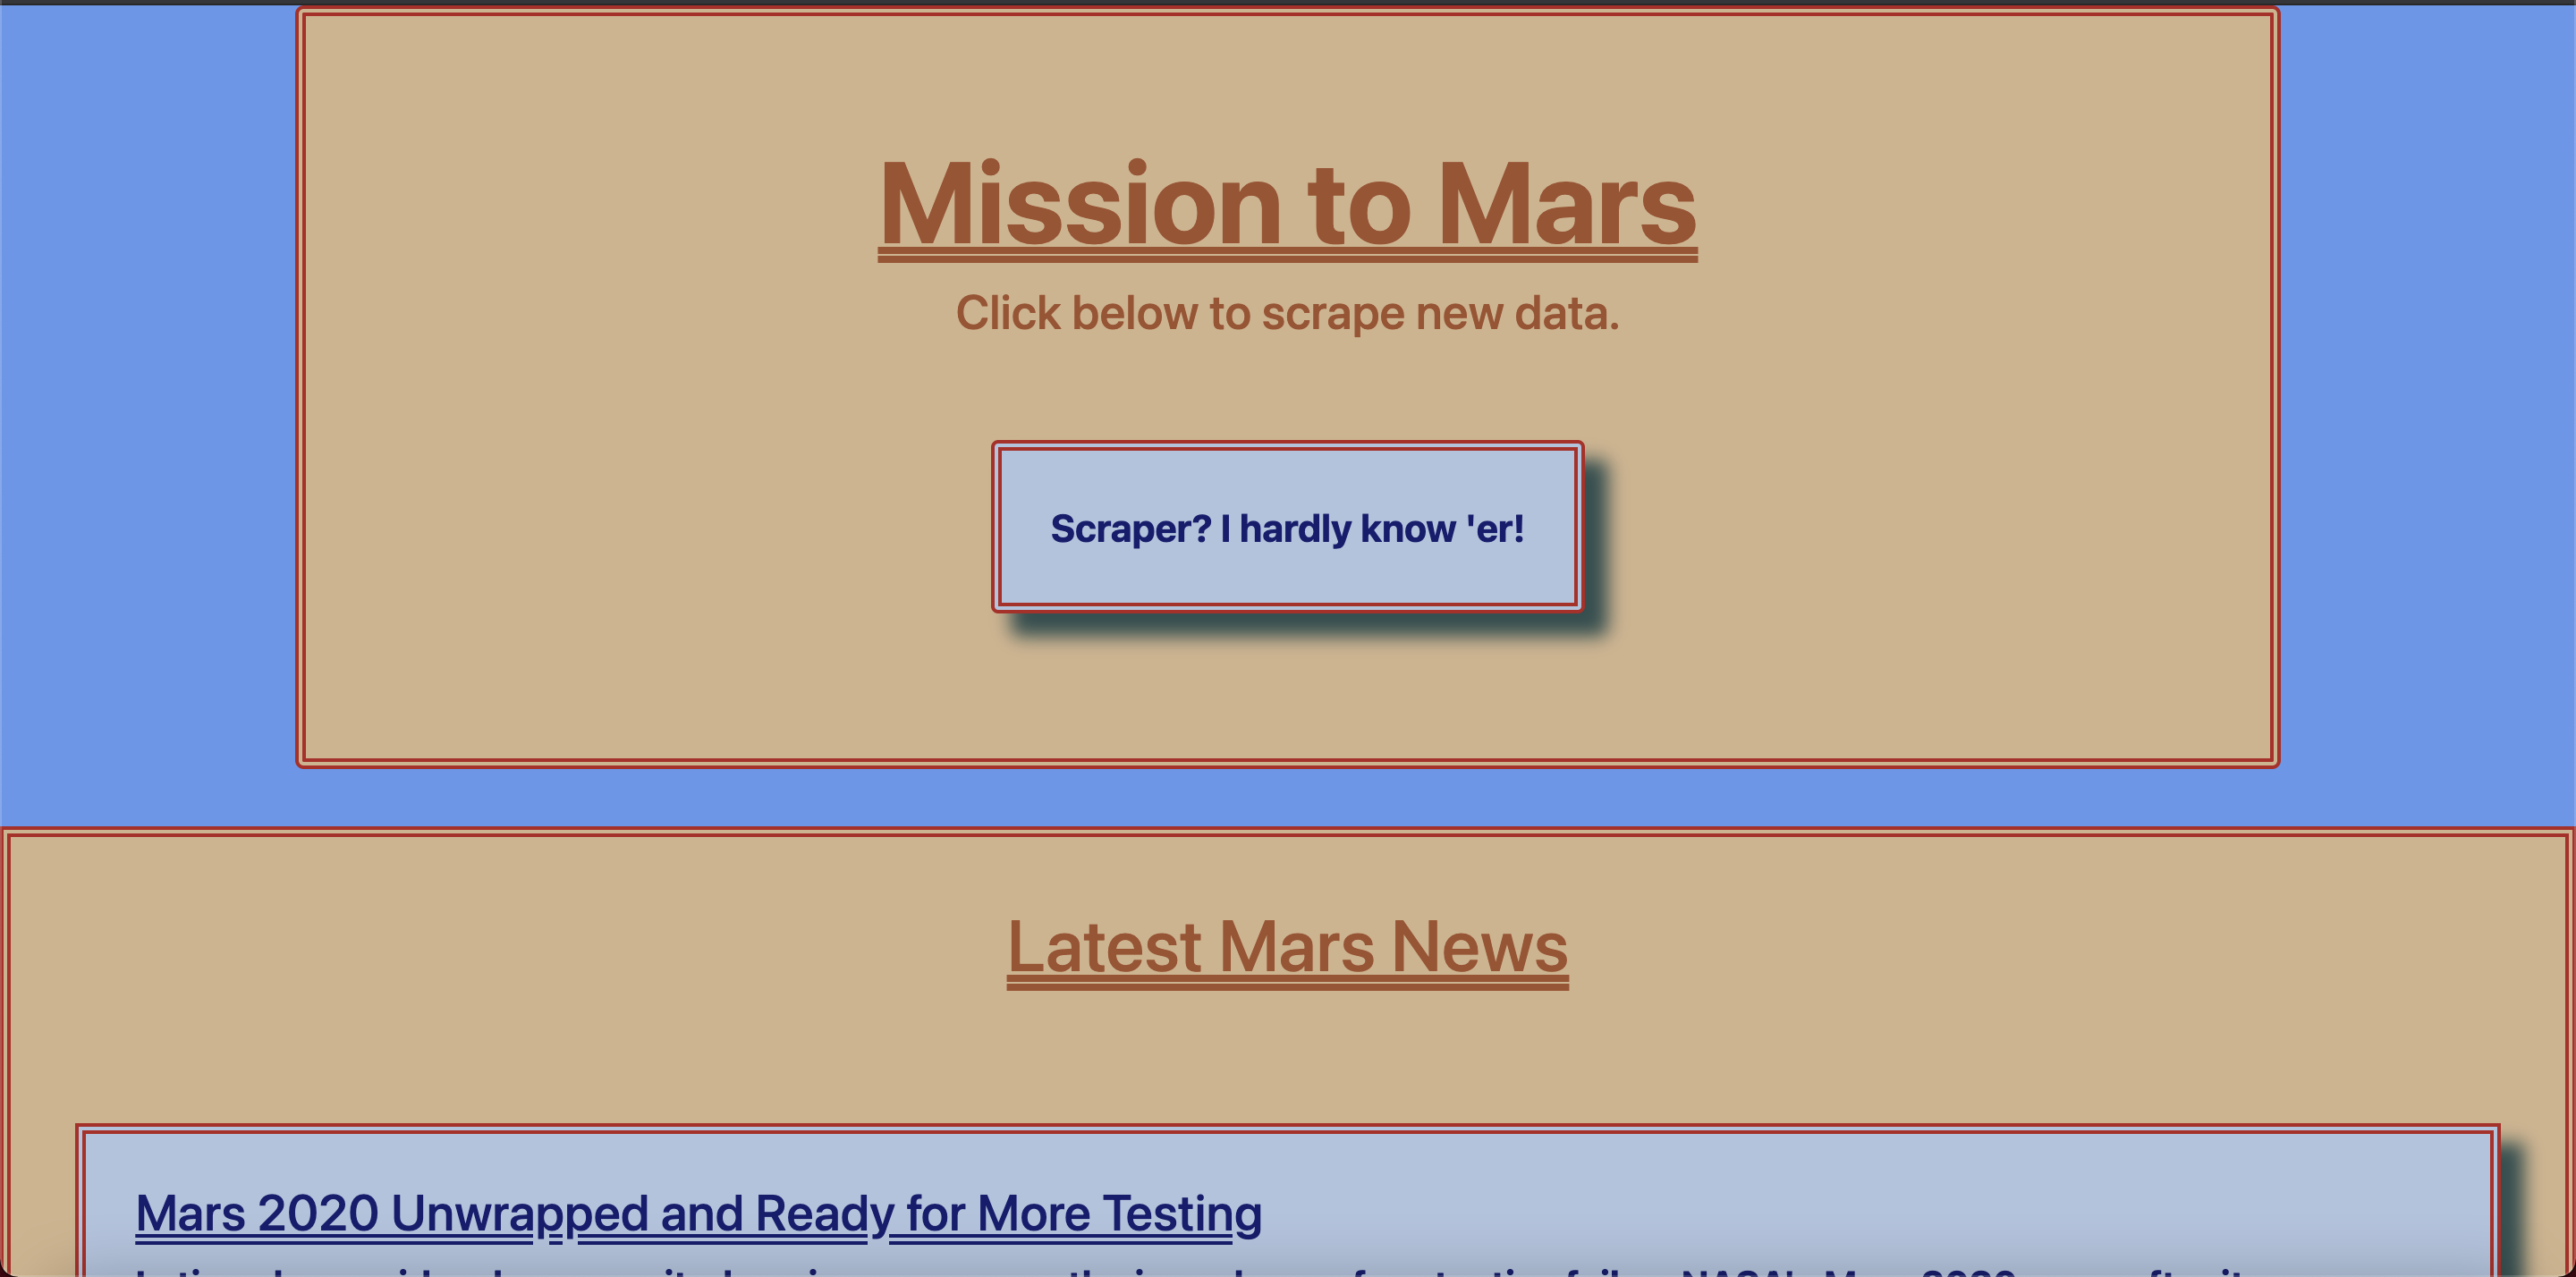 Mission to Mars
Click below to scrape new data.
Scraper? I hardly know 'er!
Latest Mars News
Mars 2020 Unwrapped and Ready for More Testing